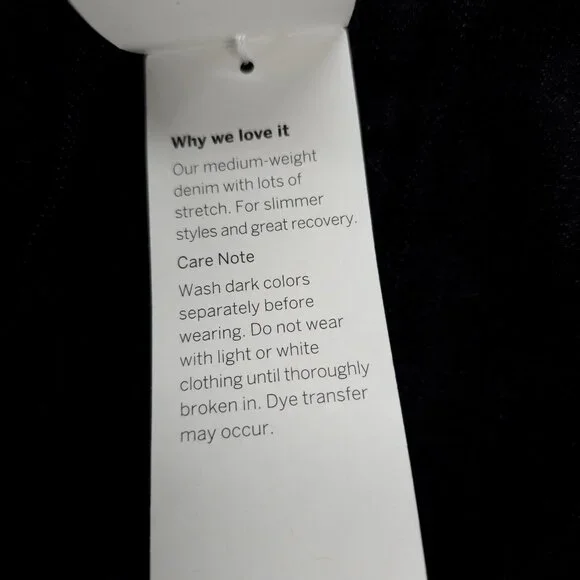 Why we love it
Our medium-weight
denim with lots of
stretch. For slimmer
styles and great recovery.
Care Note
Wash dark colors
separately before
wearing. Do not wear
with light or white
clothing until thoroughly
broken in. Dye transfer
may occur.